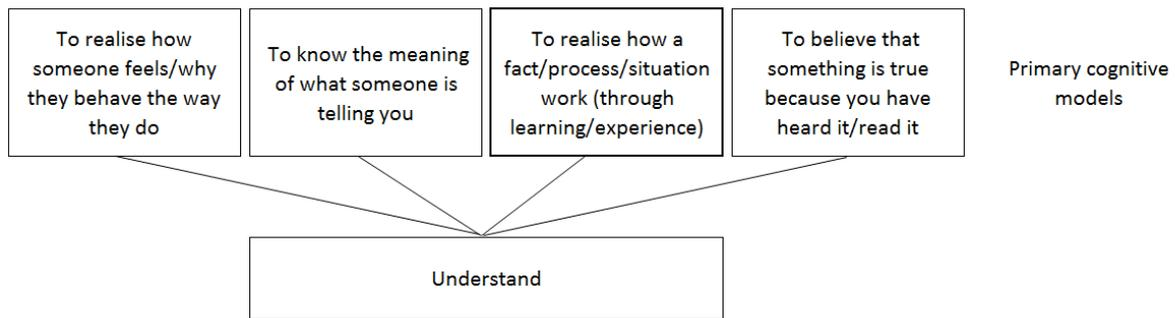 To realise how
someone feels/why
they behave the way
they do
To know the meaning
of what someone is
telling you
To realise how a
fact/process/situation
work (through
learning/experience)
To believe that
something is true
because you have
heard it/read it
Primary cognitive
models
Understand